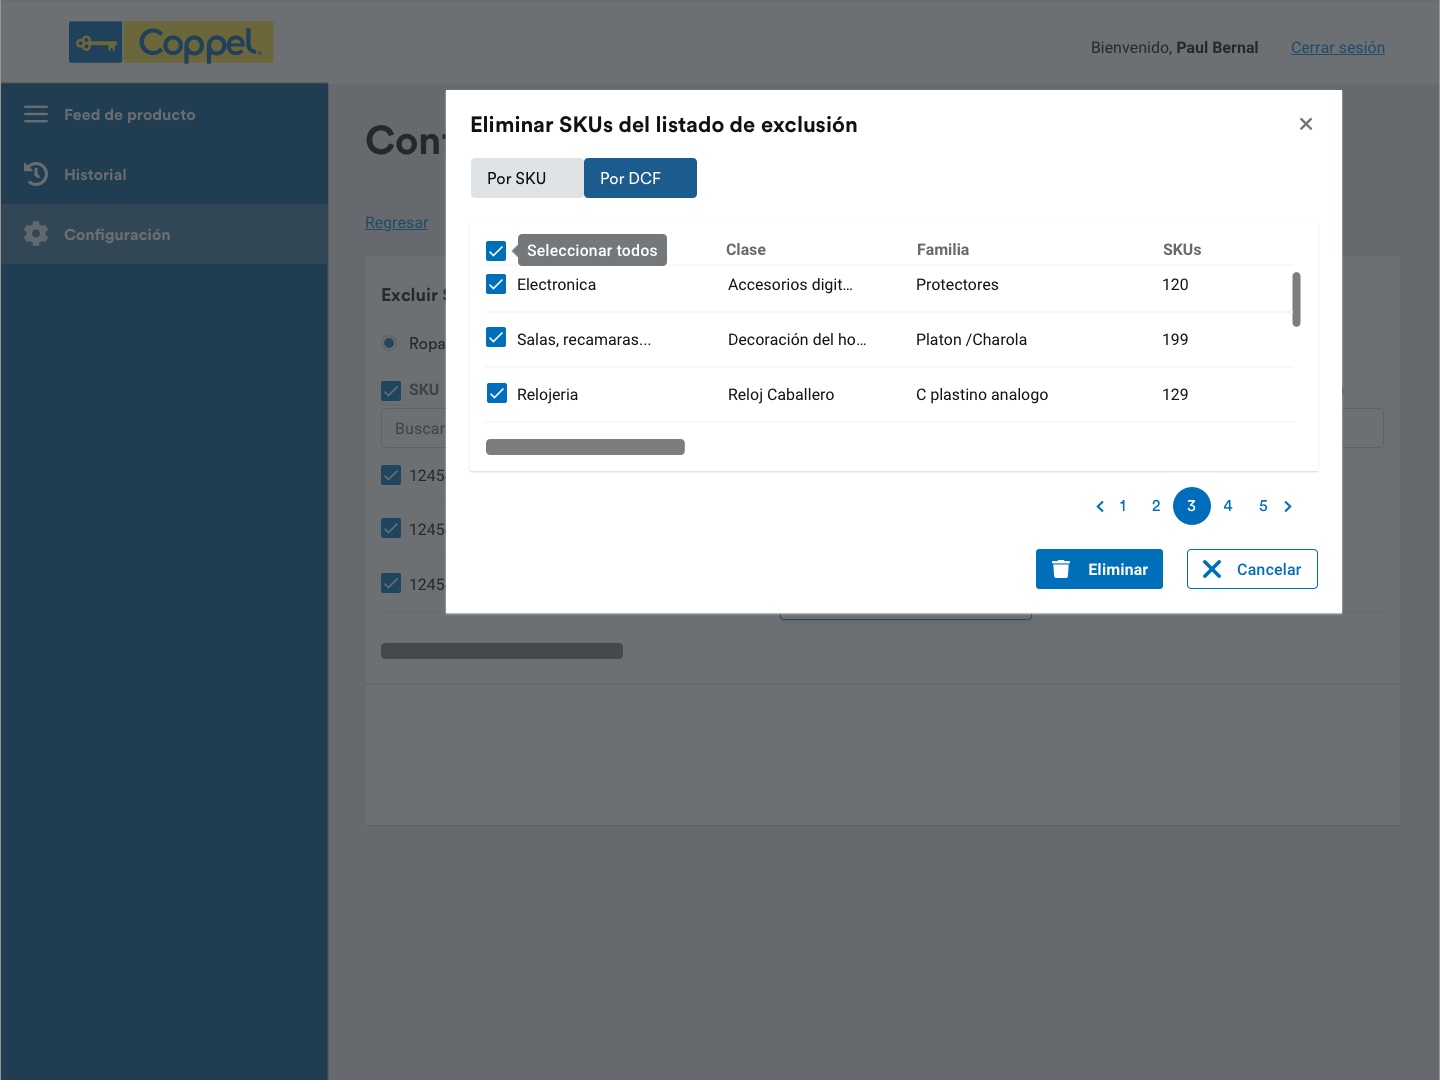 Coppel.
Bienvenido, Paul Bernal
Cerrar sesión
Feed de producto
Historial
Configuración
Regresar
Excluir
Ropa
SKU
Buscar
1245
1245
1245
Eliminar SKUs del listado de exclusión
Por SKU
Por DCF
Seleccionar todos
Clase
Familia
SKUs
Electronica
Accesorios digit...
Protectores
120
Salas, recamaras...
Decoración del ho...
Platon /Charola
199
Relojeria
Reloj Caballero
C plastino analogo
129
1
2
3
4
5
Eliminar
Cancelar